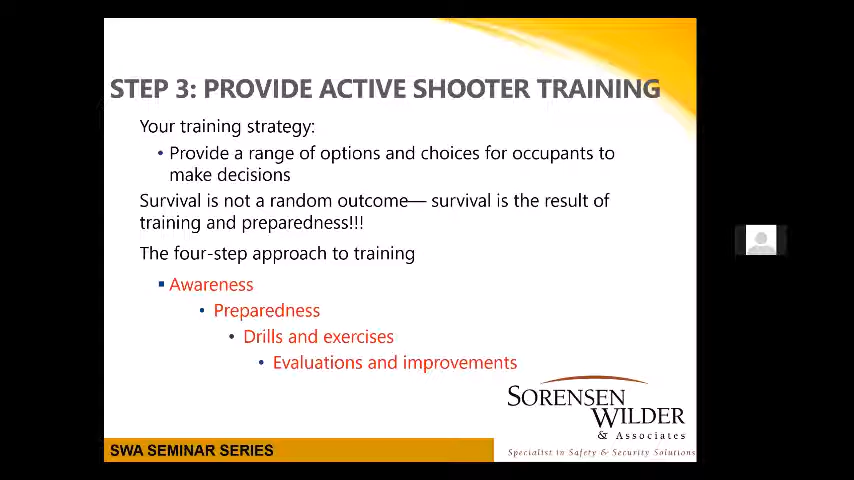 STEP 3: PROVIDE ACTIVE SHOOTER TRAINING
Your training strategy:
• Provide a range of options and choices for occupants to
make decisions
Survival is not a random outcome— survival is the result of
training and preparedness!!!
The four-step approach to training
▪ Awareness
• Preparedness
• Drills and exercises
• Evaluations and improvements
SORENSEN
WILDER
& Associates
Specialist in Safety & Security Solutions
SWA SEMINAR SERIES